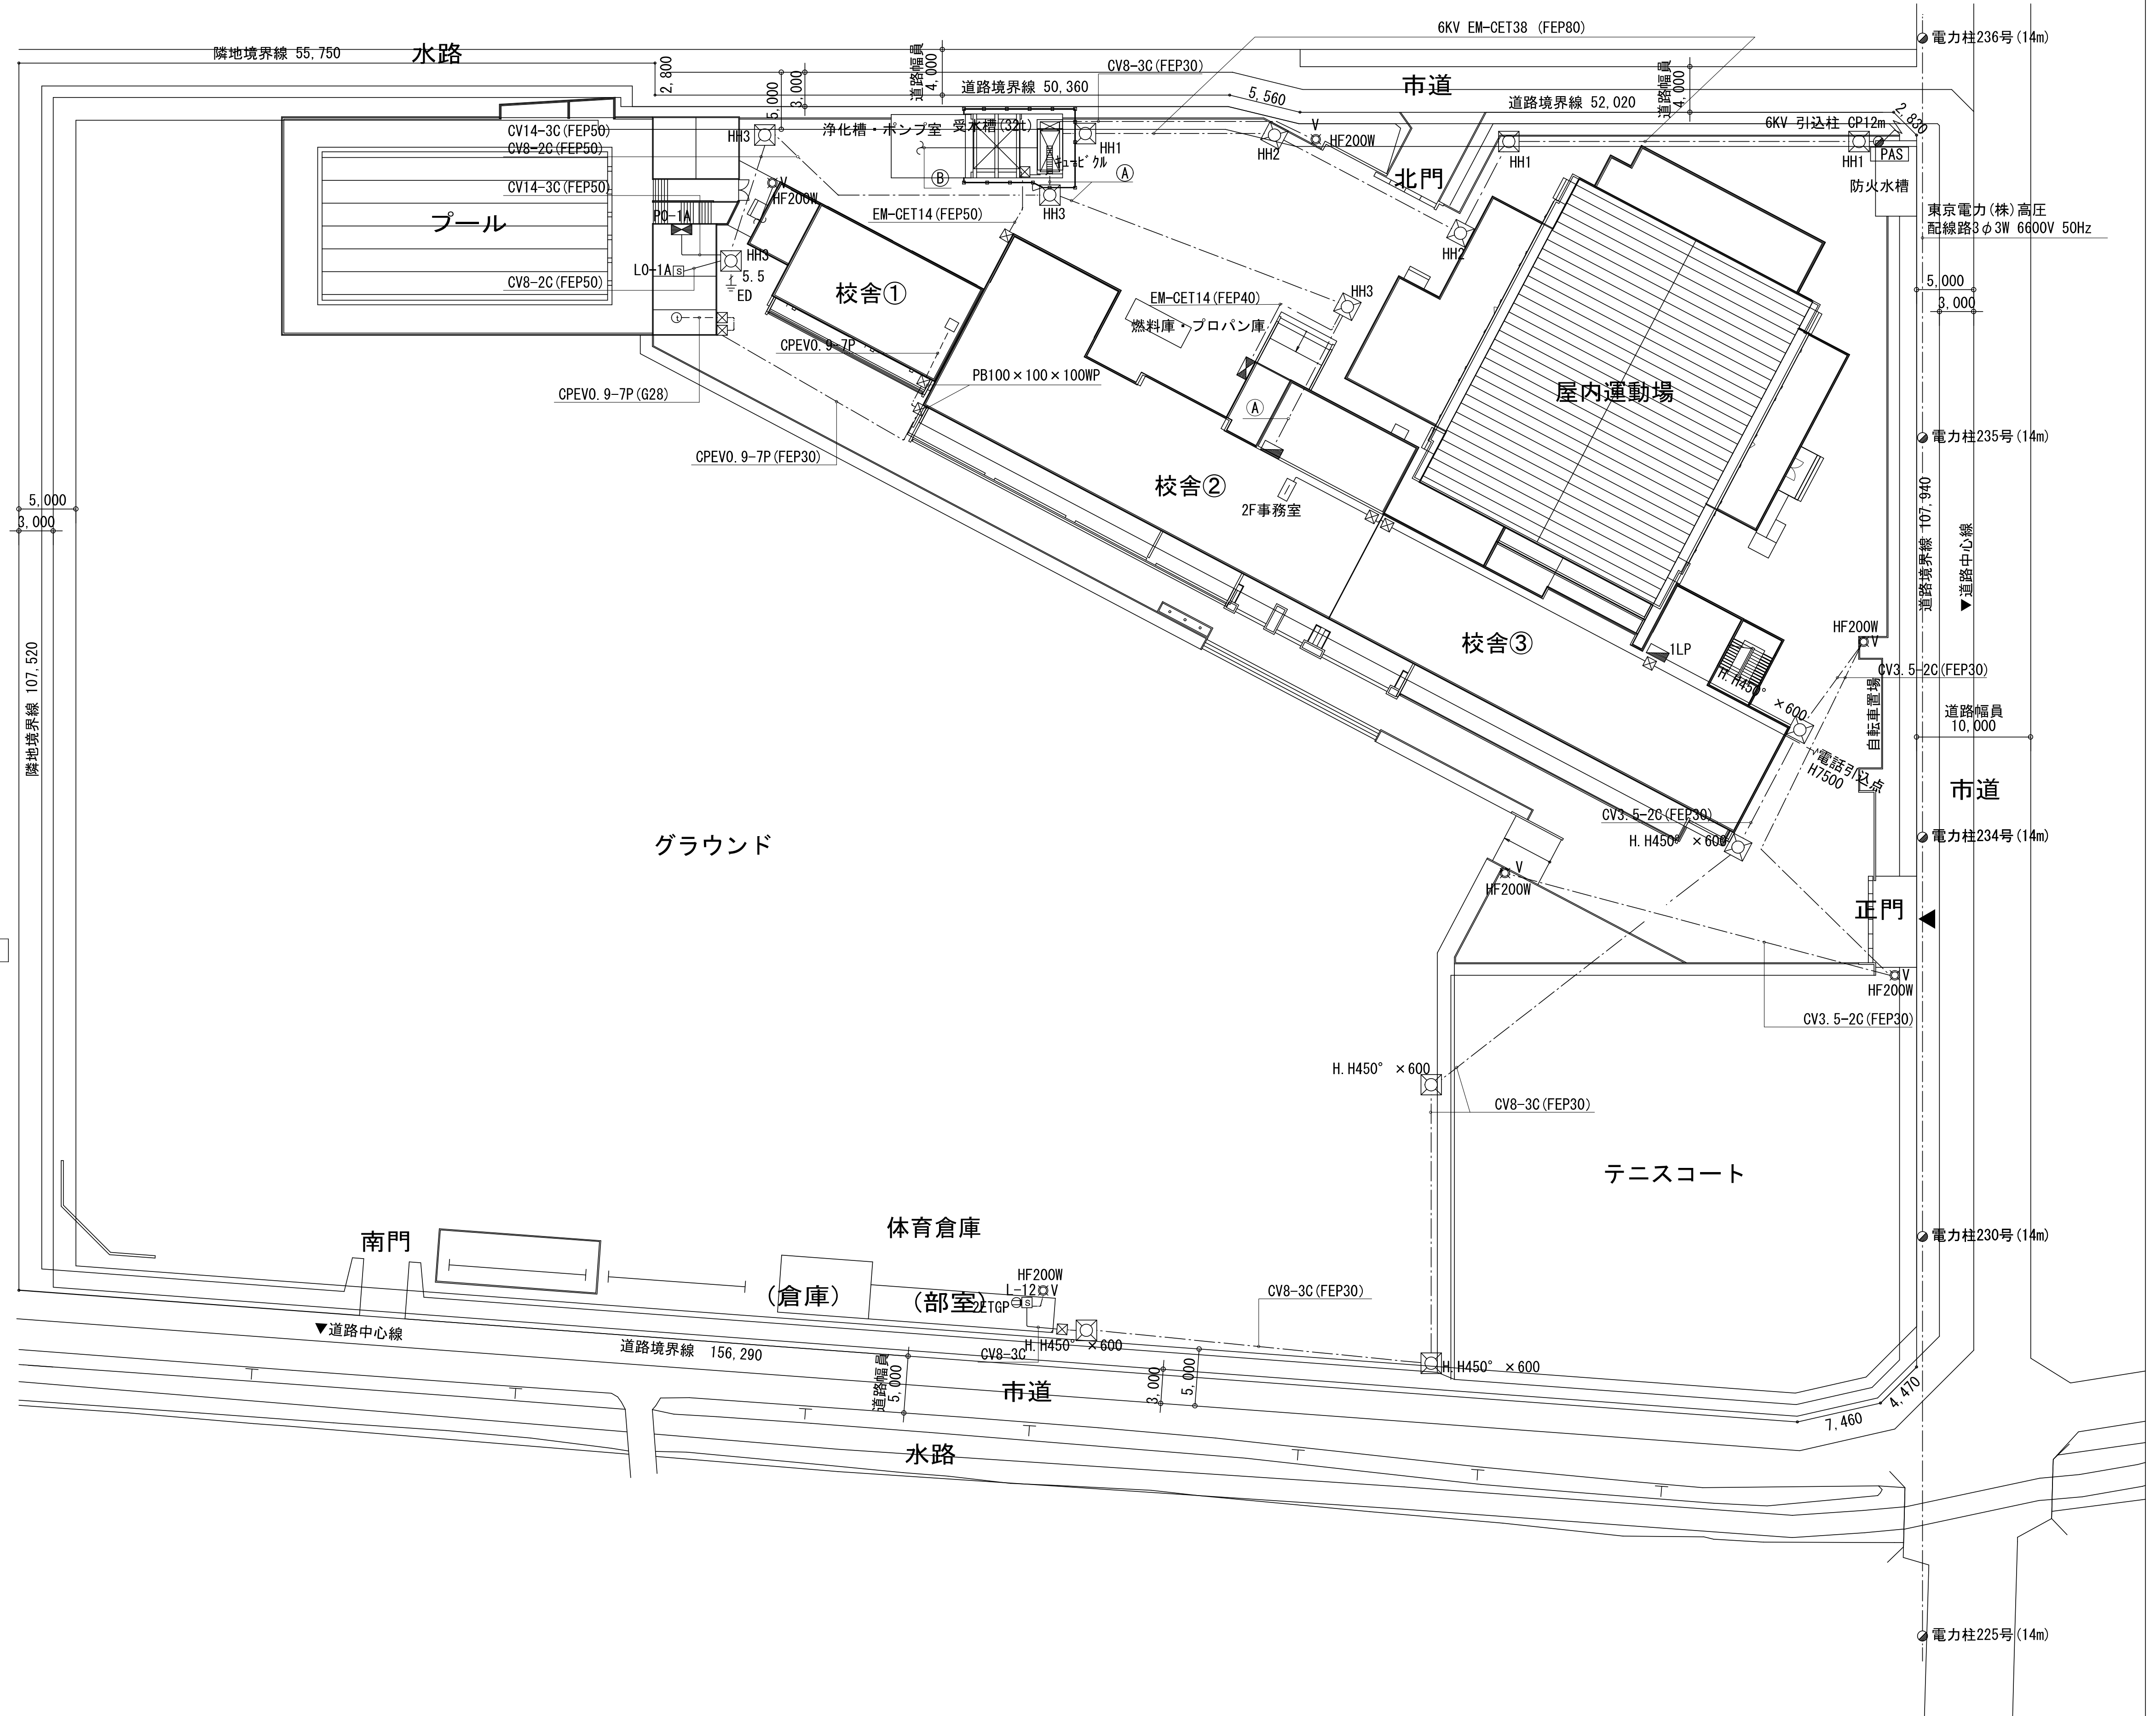 隣地境界線 55,750
水路
2,800
5,000
3,000
道路幅員
4,000
道路境界線 50,360
CV8-3C(FEP30)
6KV EM-CET38 (FEP80)
5,560
市道
道路境界線 52,020
道路幅員
4,000
2,830
6KV 引込柱 CP12m
PAS
防火水槽
電力柱236号(14m)
東京電力(株)高圧
配線路3φ3W 6600V 50Hz
5,000
3,000
CV14-3C(FEP50)
CV8-2C(FEP50)
CV14-3C(FEP50)
CV8-2C(FEP50)
プール
PO-1A
LO-1A
S
HH3
HH3
5.5
ED
V
HF200W
浄化槽・ポンプ室
受水槽(32t)
キュービクル
HH1
HH2
V
HF200W
北門
HH1
HH1
HH2
HH3
HH3
Ⓐ
Ⓑ
EM-CET14(FEP50)
校舎①
EM-CET14(FEP40)
燃料庫・プロパン庫
屋内運動場
CPEV0.9-7P
PB100×100×100WP
CPEV0.9-7P(G28)
CPEV0.9-7P(FEP30)
Ⓐ
校舎②
2F事務室
電力柱235号(14m)
道路境界線 107,940
▼道路中心線
5,000
3,000
隣地境界線 107,520
校舎③
1LP
HF200W
V
CV3.5-2C(FEP30)
H.H450° ×600
自転車置場
道路幅員
10,000
電話引込点
H7500
市道
CV3.5-2C(FEP30)
H.H450° ×600
電力柱234号(14m)
グラウンド
V
HF200W
正門
V
HF200W
CV3.5-2C(FEP30)
H.H450° ×600
CV8-3C(FEP30)
テニスコート
南門
体育倉庫
(倉庫)
(部室)
HF200W
L-12
V
2ETGP
S
H.H450° ×600
CV8-3C
CV8-3C(FEP30)
H.H450° ×600
電力柱230号(14m)
▼道路中心線
道路境界線 156,290
道路幅員
5,000
市道
3,000
5,000
7,460
4,470
水路
電力柱225号(14m)